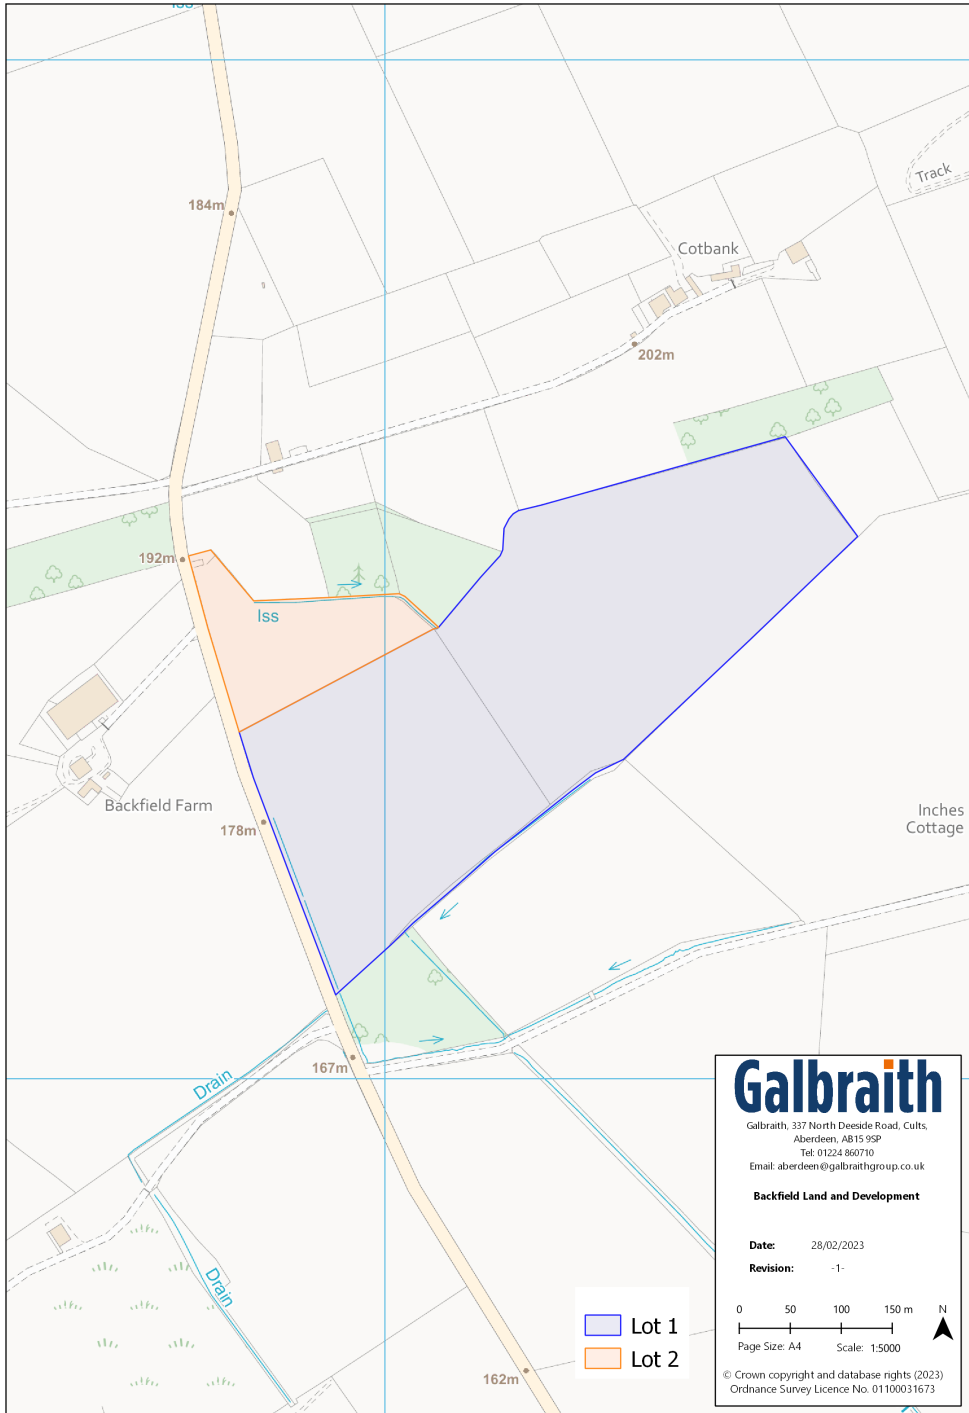 Iss
184m
Track
Cotbank
202m
192m
Iss
Backfield Farm
178m
Inches
Cottage
167m
Drain
Drain
162m
Lot 1
Lot 2
Galbraith
Galbraith, 337 North Deeside Road, Cults,
Aberdeen, AB15 9SP
Tel: 01224 860710
Email: aberdeen@galbraithgroup.co.uk
Backfield Land and Development
Date: 28/02/2023
Revision: -1-
0 50 100 150 m N
Page Size: A4 Scale: 1:5000
© Crown copyright and database rights (2023)
Ordnance Survey Licence No. 01100031673